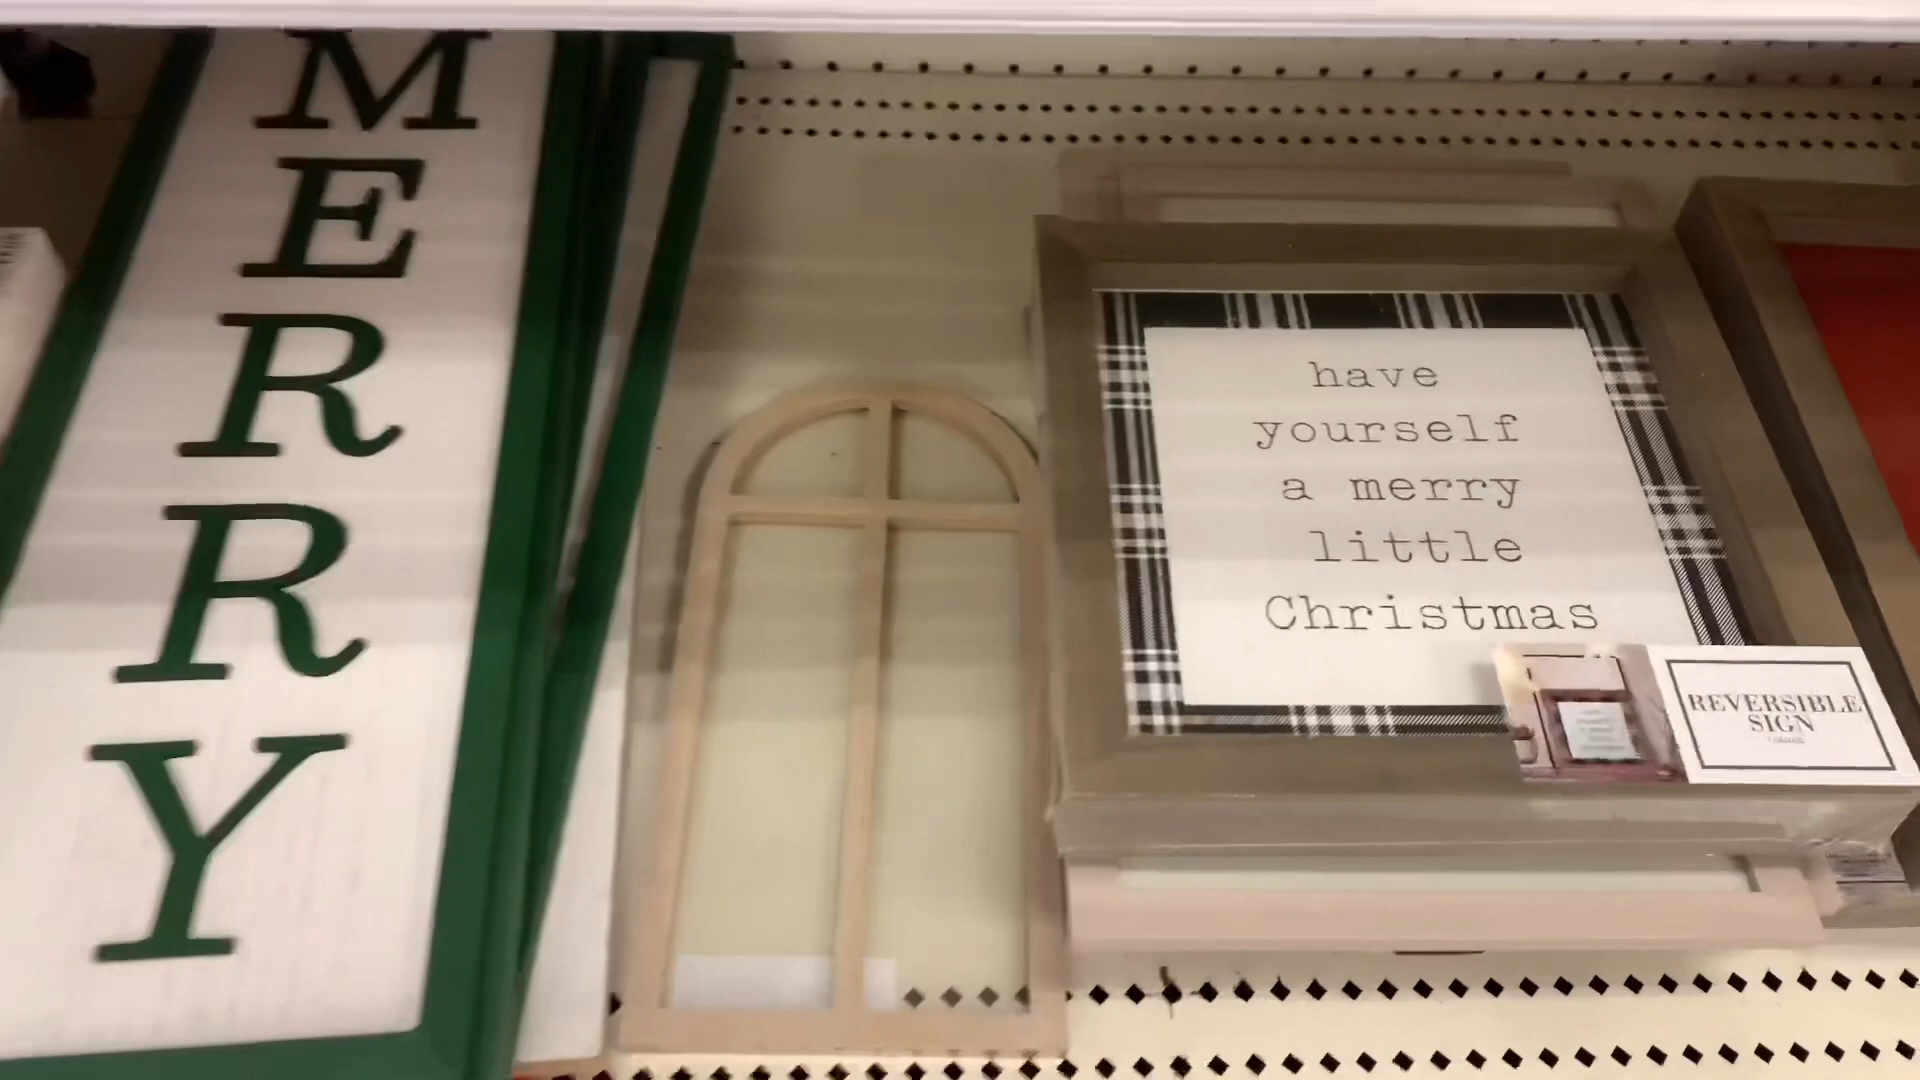 M
E
R
R
Y
have
yourself
a merry
little
Christmas
REVERSIBLE
SIGN